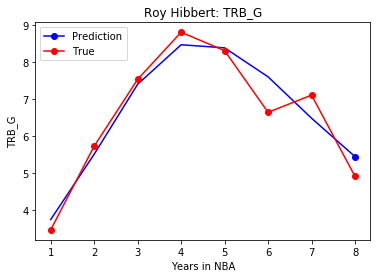 Roy Hibbert: TRB_G
Prediction
True
TRB_G
9
8
7
6
5
4
1 2 3 4 5 6 7 8
Years in NBA